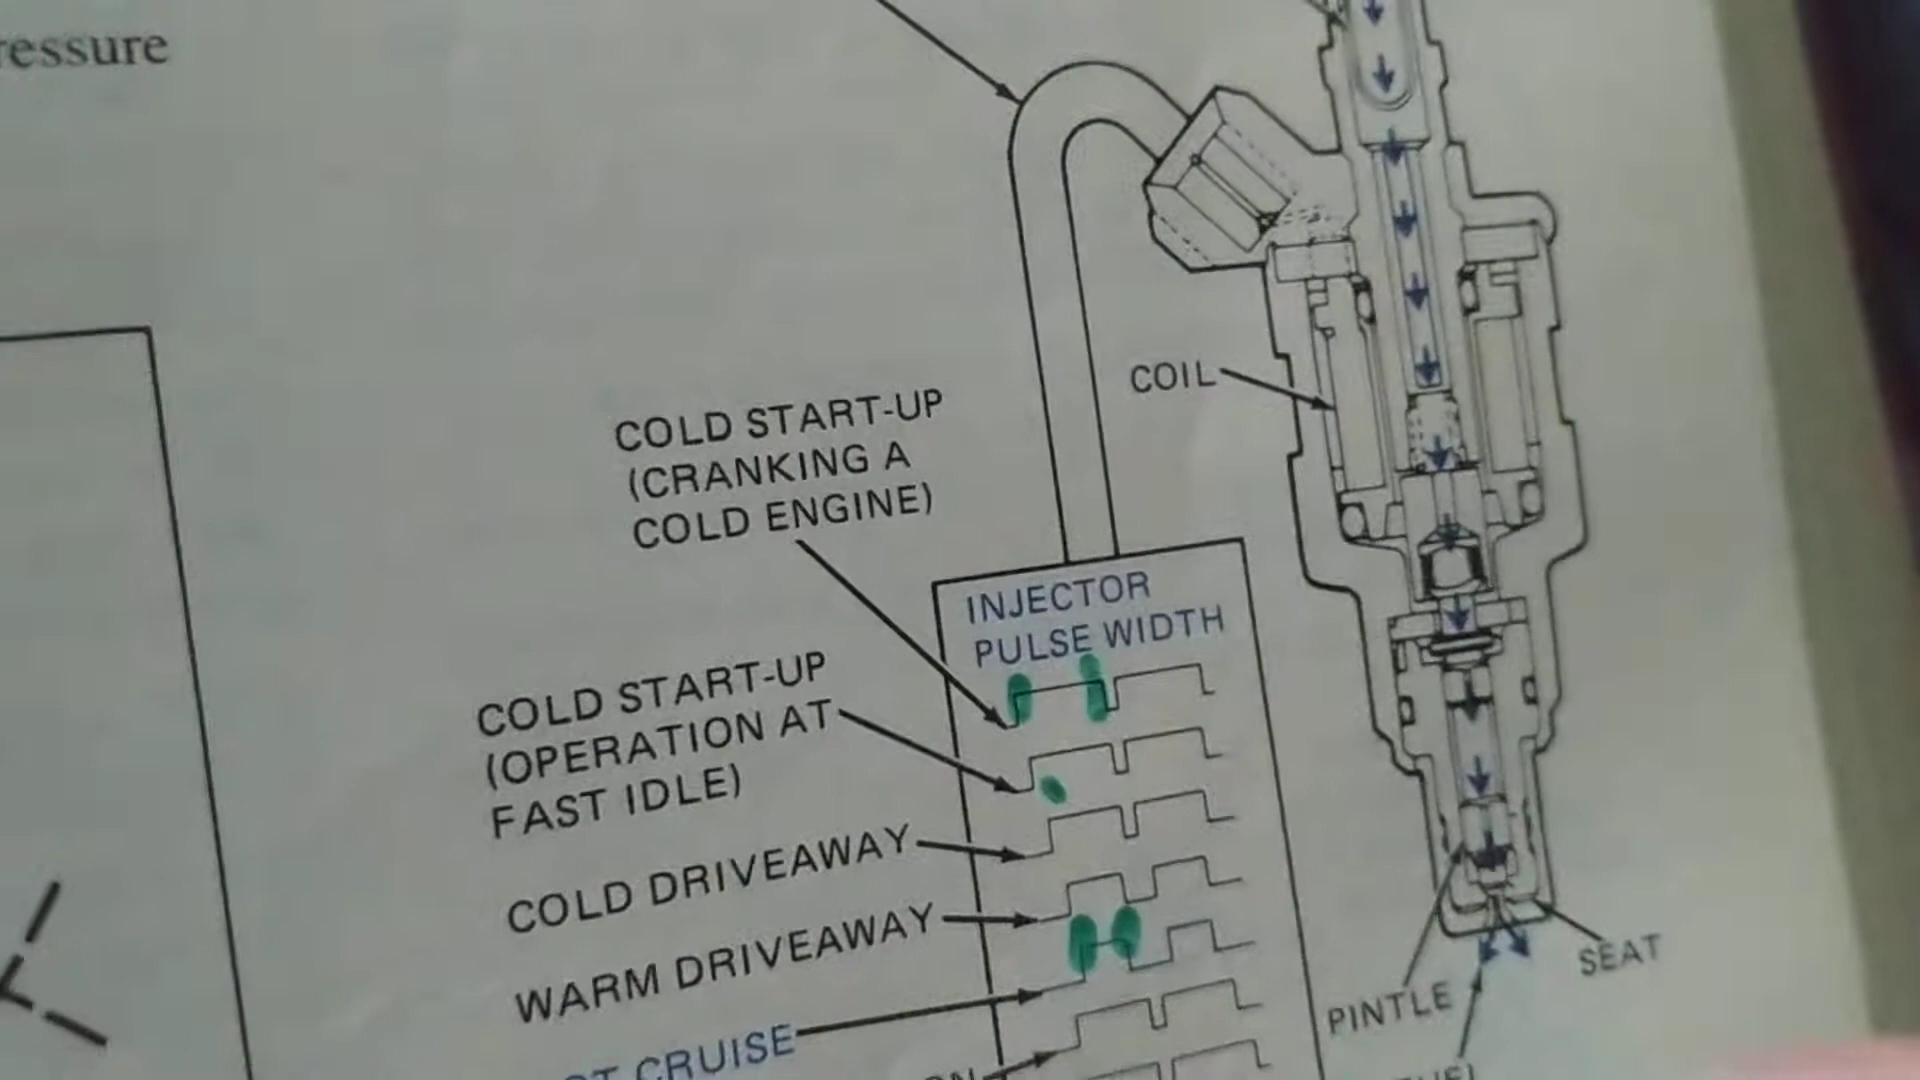 COIL
COLD START-UP
(CRANKING A
COLD ENGINE)
INJECTOR
PULSE WIDTH
COLD START-UP
(OPERATION AT
FAST IDLE)
COLD DRIVEAWAY
WARM DRIVEAWAY
CRUISE
SEAT
PINTLE